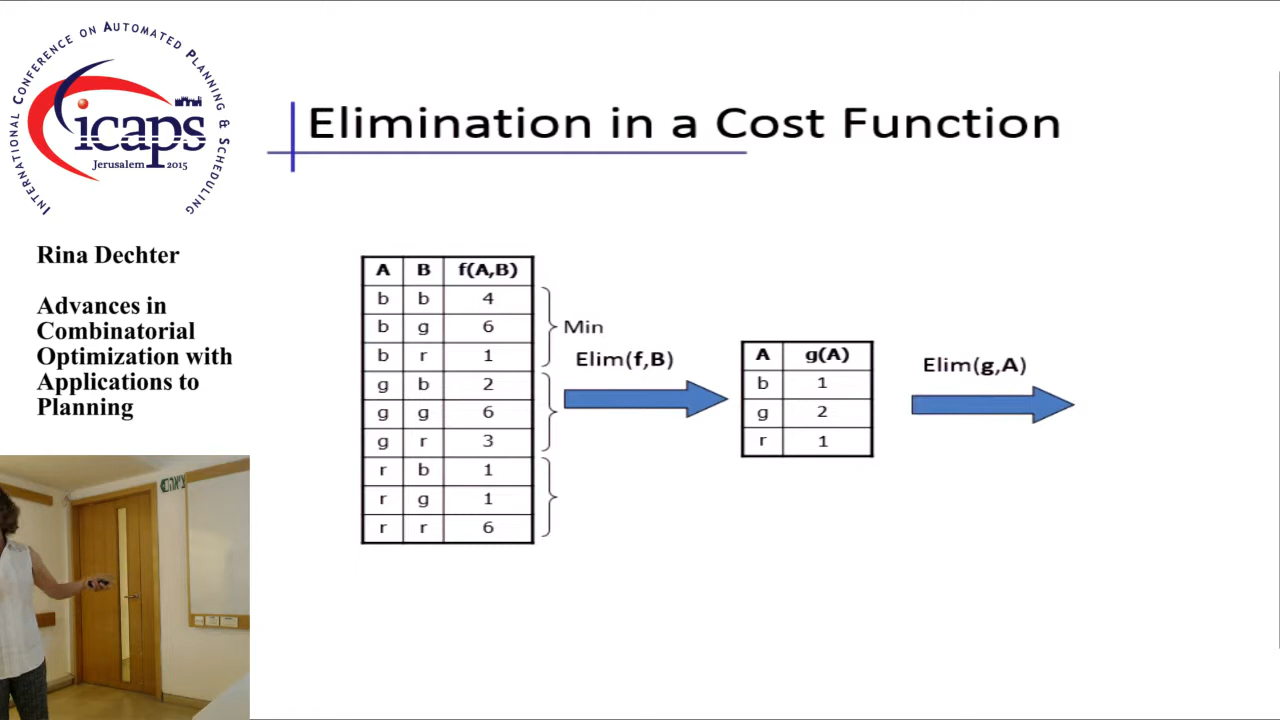 INTERNATIONAL CONFERENCE ON AUTOMATED PLANNING & SCHEDULING
icaps
Jerusalem 2015
Rina Dechter
Advances in
Combinatorial
Optimization with
Applications to
Planning
Elimination in a Cost Function
A B f(A,B)
b b 4
b g 6
b r 1
g b 2
g g 6
g r 3
r b 1
r g 1
r r 6
Min
Elim(f,B)
A g(A)
b 1
g 2
r 1
Elim(g,A)
יציאה